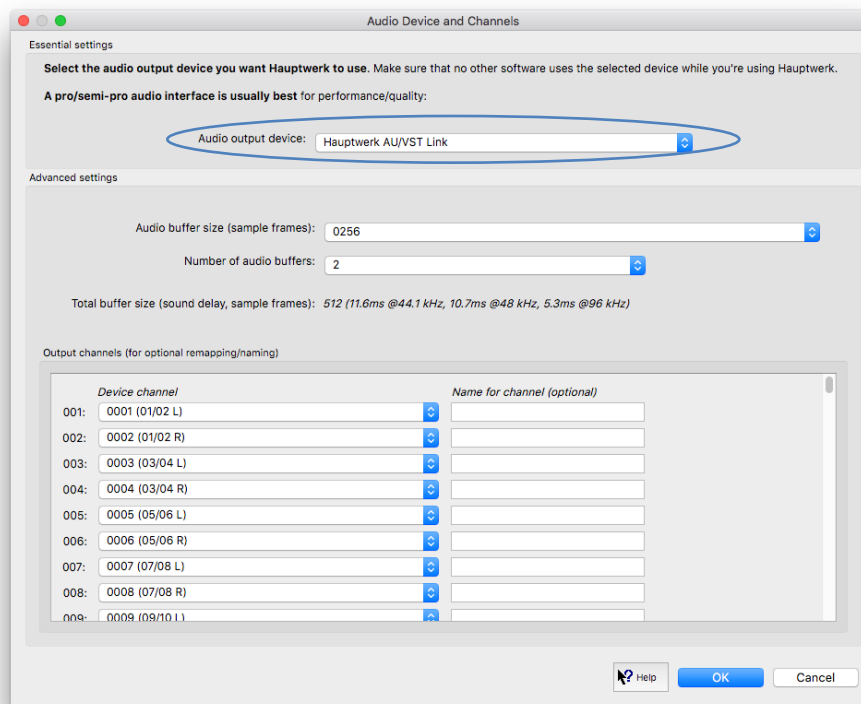 Audio Device and Channels
Essential settings
Select the audio output device you want Hauptwerk to use. Make sure that no other software uses the selected device while you're using Hauptwerk.
A pro/semi-pro audio interface is usually best for performance/quality:
Audio output device: Hauptwerk AU/VST Link
Advanced settings
Audio buffer size (sample frames): 0256
Number of audio buffers: 2
Total buffer size (sound delay, sample frames): 512 (11.6ms @44.1 kHz, 10.7ms @48 kHz, 5.3ms @96 kHz)
Output channels (for optional remapping/naming)
Device channel Name for channel (optional)
001: 0001 (01/02 L)
002: 0002 (01/02 R)
003: 0003 (03/04 L)
004: 0004 (03/04 R)
005: 0005 (05/06 L)
006: 0006 (05/06 R)
007: 0007 (07/08 L)
008: 0008 (07/08 R)
009: 0009 (09/10 L)
? Help OK Cancel